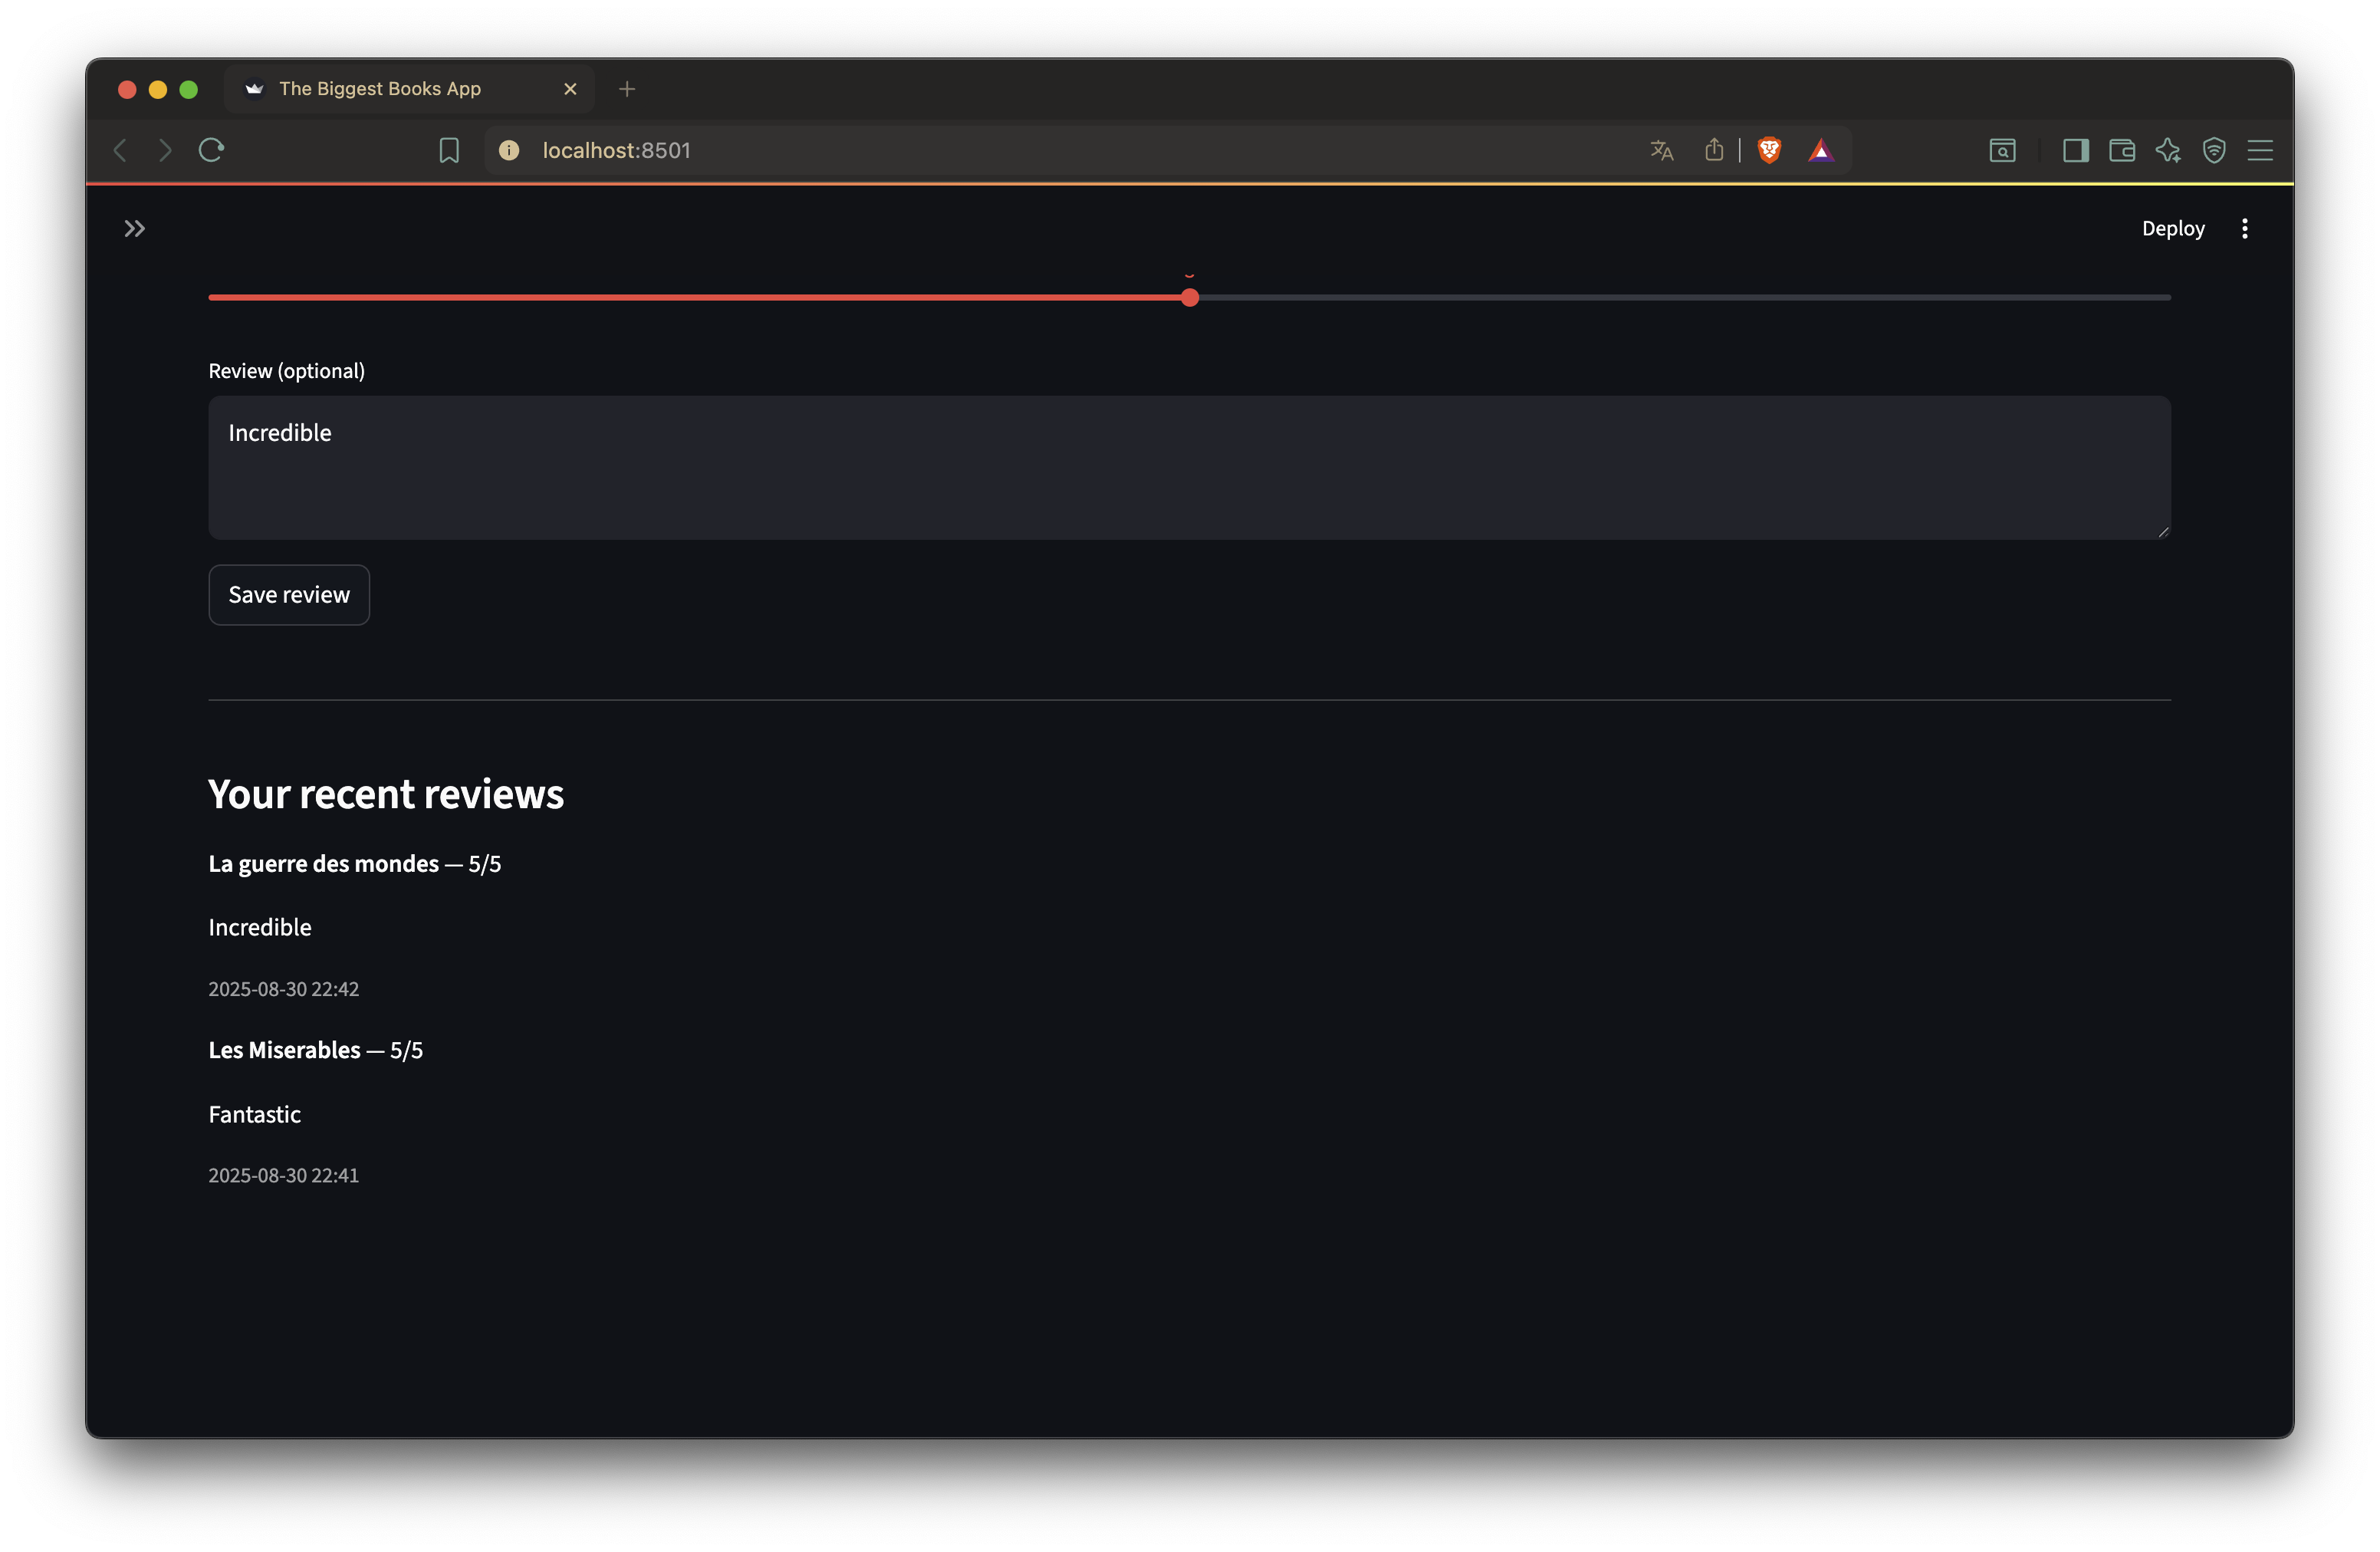 The Biggest Books App
localhost:8501
Deploy
Review (optional)
Incredible
Save review
Your recent reviews
La guerre des mondes — 5/5
Incredible
2025-08-30 22:42
Les Miserables — 5/5
Fantastic
2025-08-30 22:41